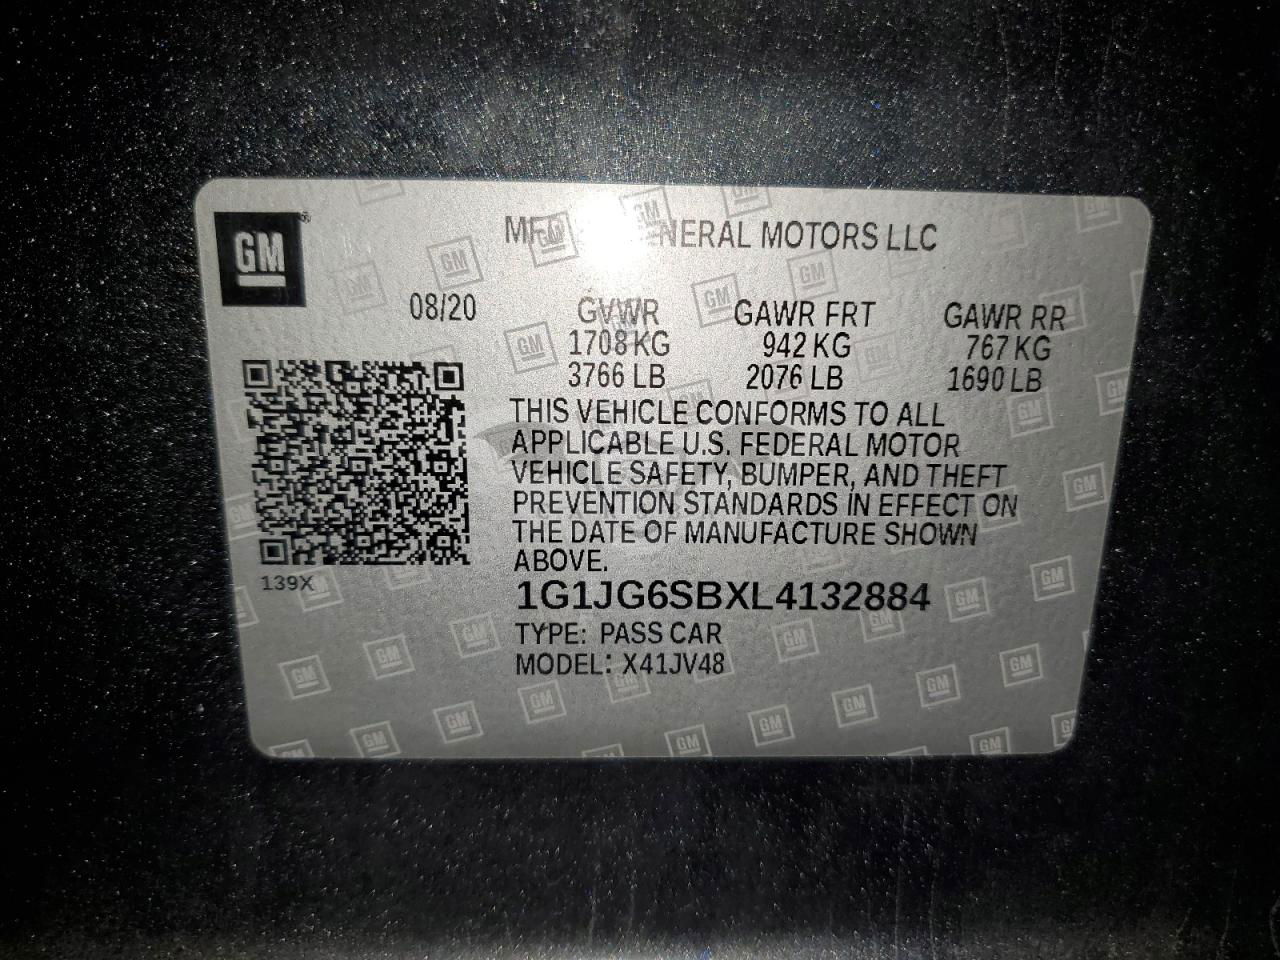 GM
MFG NERAL MOTORS LLC
08/20
GVWR GAWR FRT GAWR RR
1708 KG 942 KG 767 KG
3766 LB 2076 LB 1690 LB
THIS VEHICLE CONFORMS TO ALL
APPLICABLE U.S. FEDERAL MOTOR
VEHICLE SAFETY, BUMPER, AND THEFT
PREVENTION STANDARDS IN EFFECT ON
THE DATE OF MANUFACTURE SHOWN
ABOVE.
139X
1G1JG6SBXL4132884
TYPE: PASS CAR
MODEL: X41JV48